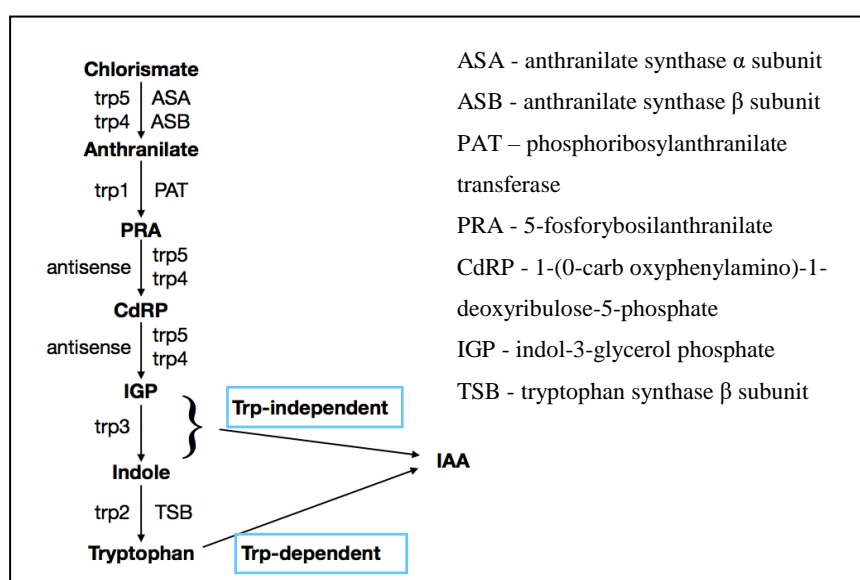 Chlorismate
trp5 ASA
trp4 ASB
Anthranilate
trp1 PAT
PRA
antisense trp5
trp4
CdRP
antisense trp5
trp4
IGP
trp3 } Trp-independent
IAA
Indole
trp2 TSB
Tryptophan Trp-dependent
ASA - anthranilate synthase α subunit
ASB - anthranilate synthase β subunit
PAT – phosphoribosylanthranilate
transferase
PRA - 5-fosforybosilanthranilate
CdRP - 1-(0-carb oxyphenylamino)-1-
deoxyribulose-5-phosphate
IGP - indol-3-glycerol phosphate
TSB - tryptophan synthase β subunit